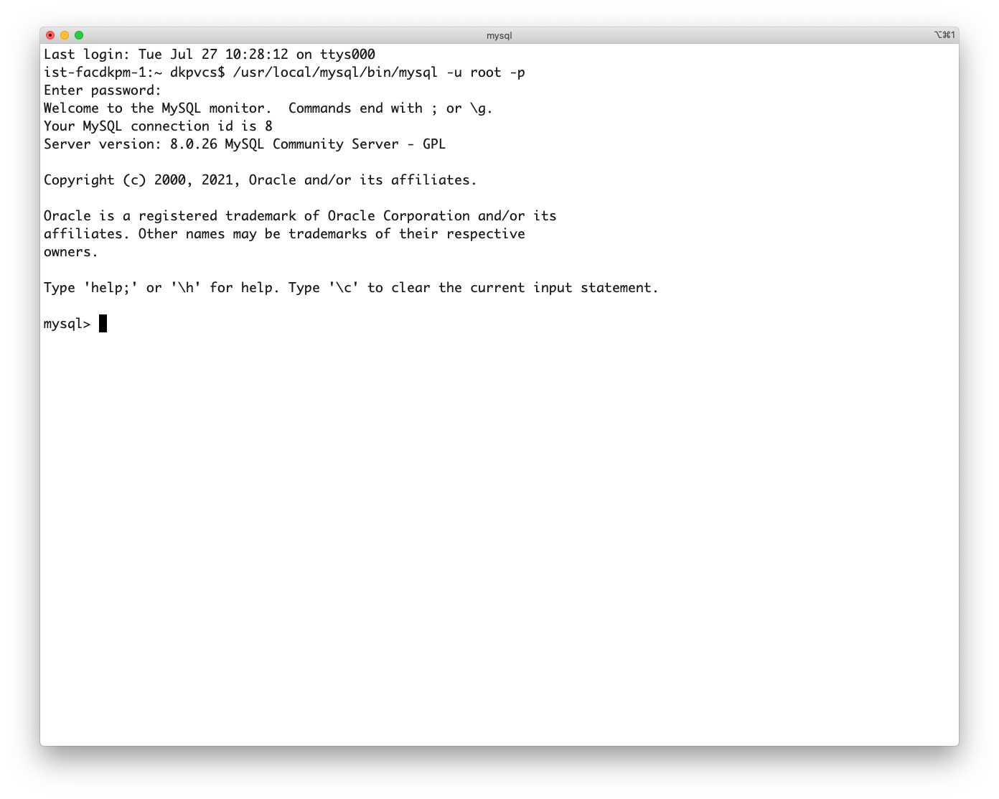 mysql
⌥⌘1
Last login: Tue Jul 27 10:28:12 on ttys000
ist-facdkpm-1:~ dkpvcs$ /usr/local/mysql/bin/mysql -u root -p
Enter password:
Welcome to the MySQL monitor.  Commands end with ; or \g.
Your MySQL connection id is 8
Server version: 8.0.26 MySQL Community Server - GPL
Copyright (c) 2000, 2021, Oracle and/or its affiliates.
Oracle is a registered trademark of Oracle Corporation and/or its
affiliates. Other names may be trademarks of their respective
owners.
Type 'help;' or '\h' for help. Type '\c' to clear the current input statement.
mysql>